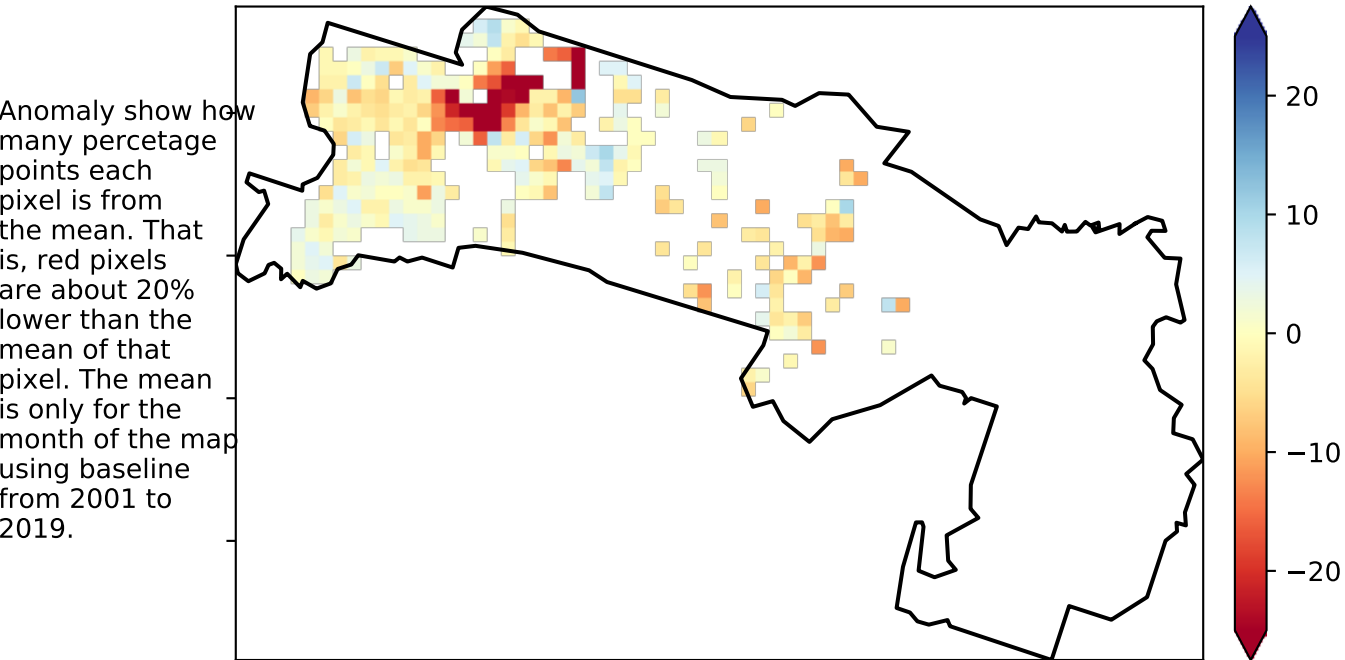 Anomaly show how
many percetage
points each
pixel is from
the mean. That
is, red pixels
are about 20%
lower than the
mean of that
pixel. The mean
is only for the
month of the map
using baseline
from 2001 to
2019.
20
10
0
−10
−20